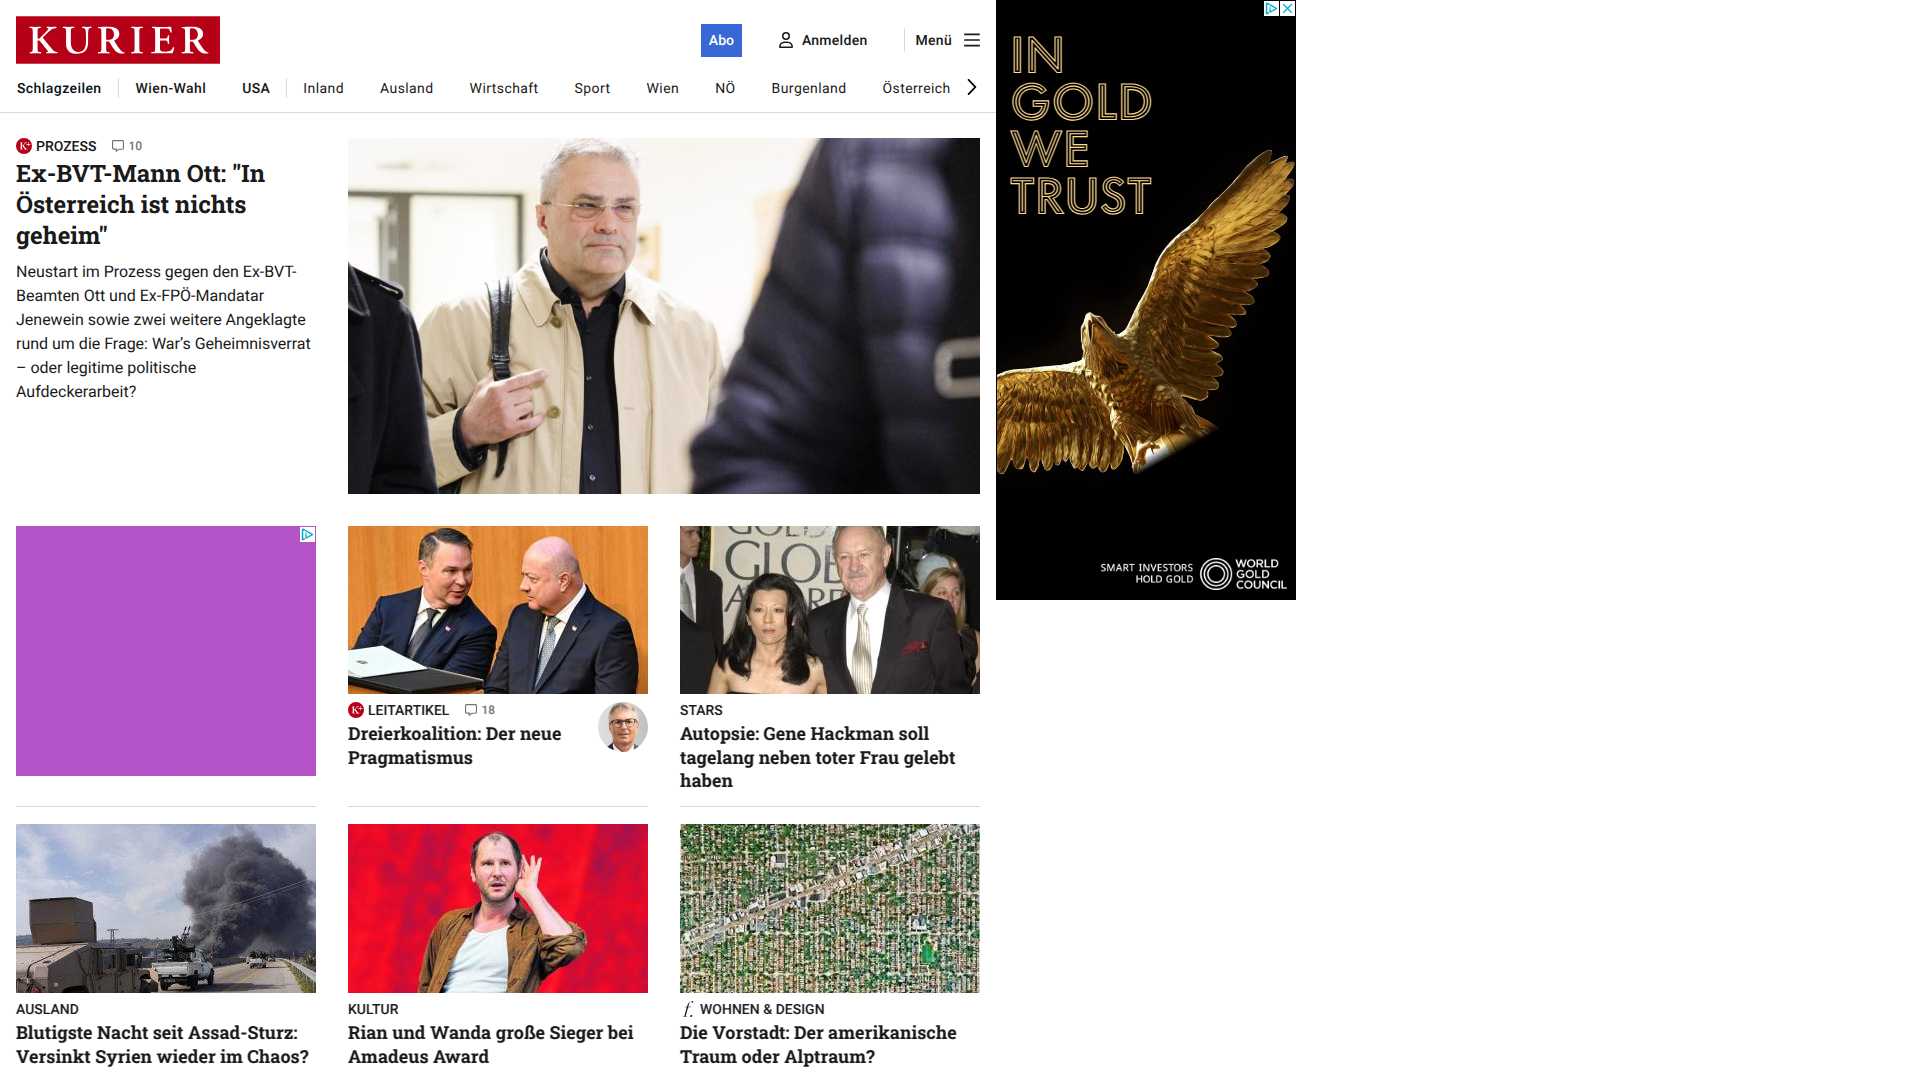 KURIER
Abo
Anmelden
Menü
Schlagzeilen
Wien-Wahl
USA
Inland
Ausland
Wirtschaft
Sport
Wien
NÖ
Burgenland
Österreich
K+ PROZESS 10
Ex-BVT-Mann Ott: "In
Österreich ist nichts
geheim"
Neustart im Prozess gegen den Ex-BVT-
Beamten Ott und Ex-FPÖ-Mandatar
Jenewein sowie zwei weitere Angeklagte
rund um die Frage: War's Geheimnisverrat
– oder legitime politische
Aufdeckerarbeit?
IN
GOLD
WE
TRUST
SMART INVESTORS
HOLD GOLD
WORLD
GOLD
COUNCIL
K+ LEITARTIKEL 18
Dreierkoalition: Der neue
Pragmatismus
GOLD
GLOB
AWARD
STARS
Autopsie: Gene Hackman soll
tagelang neben toter Frau gelebt
haben
AUSLAND
Blutigste Nacht seit Assad-Sturz:
Versinkt Syrien wieder im Chaos?
KULTUR
Rian und Wanda große Sieger bei
Amadeus Award
f. WOHNEN & DESIGN
Die Vorstadt: Der amerikanische
Traum oder Alptraum?